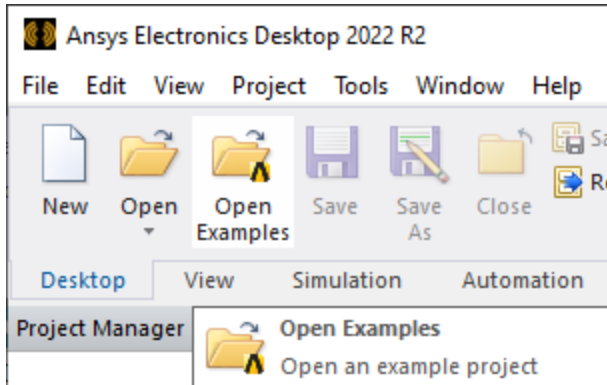 Ansys Electronics Desktop 2022 R2
File Edit View Project Tools Window Help
New Open Open Examples Save Save As Close
Desktop View Simulation Automation
Project Manager
Open Examples
Open an example project